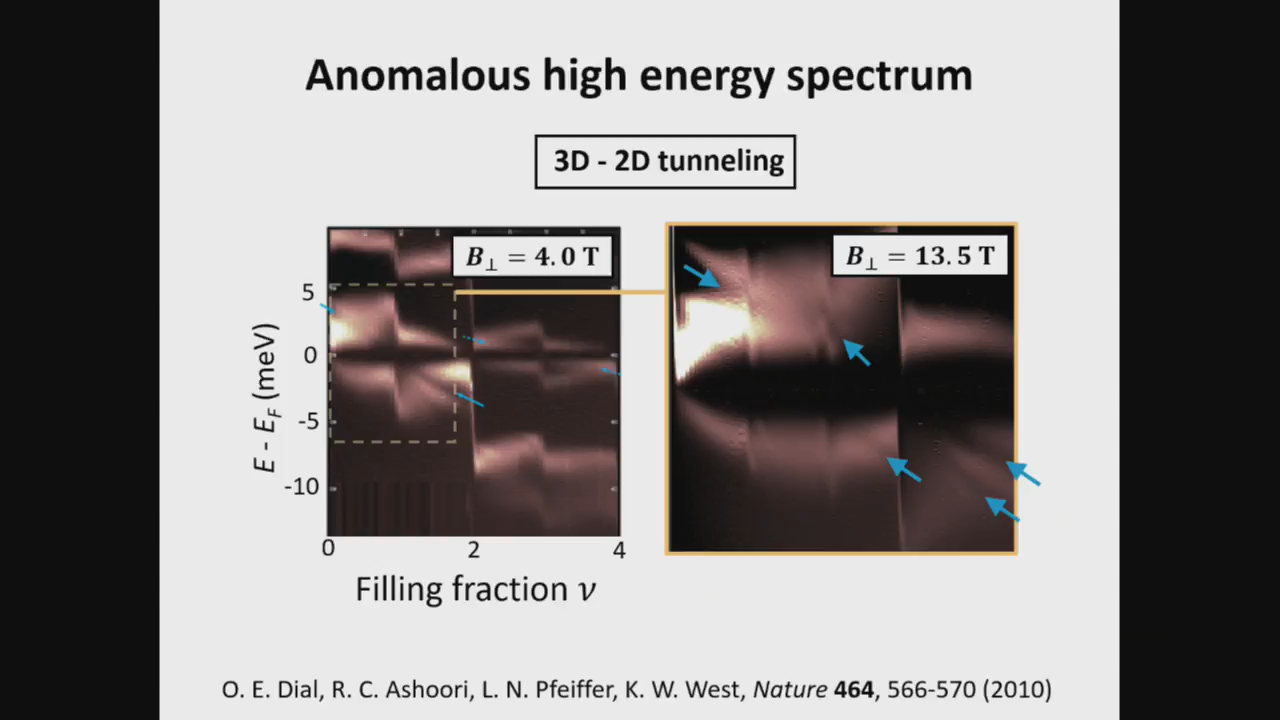 Anomalous high energy spectrum
3D - 2D tunneling
B⊥ = 4.0 T
B⊥ = 13.5 T
5
0
-5
-10
E - E_F (meV)
0 2 4
Filling fraction ν
O. E. Dial, R. C. Ashoori, L. N. Pfeiffer, K. W. West, Nature 464, 566-570 (2010)